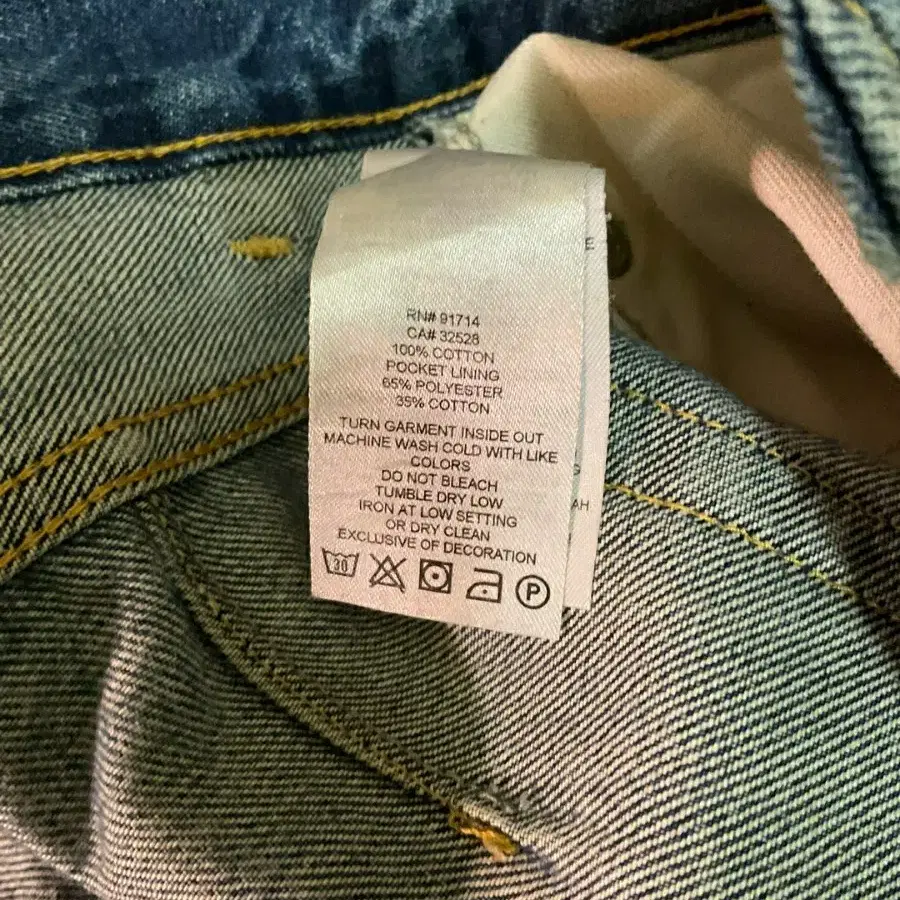 RN# 91714
CA# 32528
100% COTTON
POCKET LINING
65% POLYESTER
35% COTTON
TURN GARMENT INSIDE OUT
MACHINE WASH COLD WITH LIKE
COLORS
DO NOT BLEACH
TUMBLE DRY LOW
IRON AT LOW SETTING
OR DRY CLEAN
EXCLUSIVE OF DECORATION
30 P
E
AH